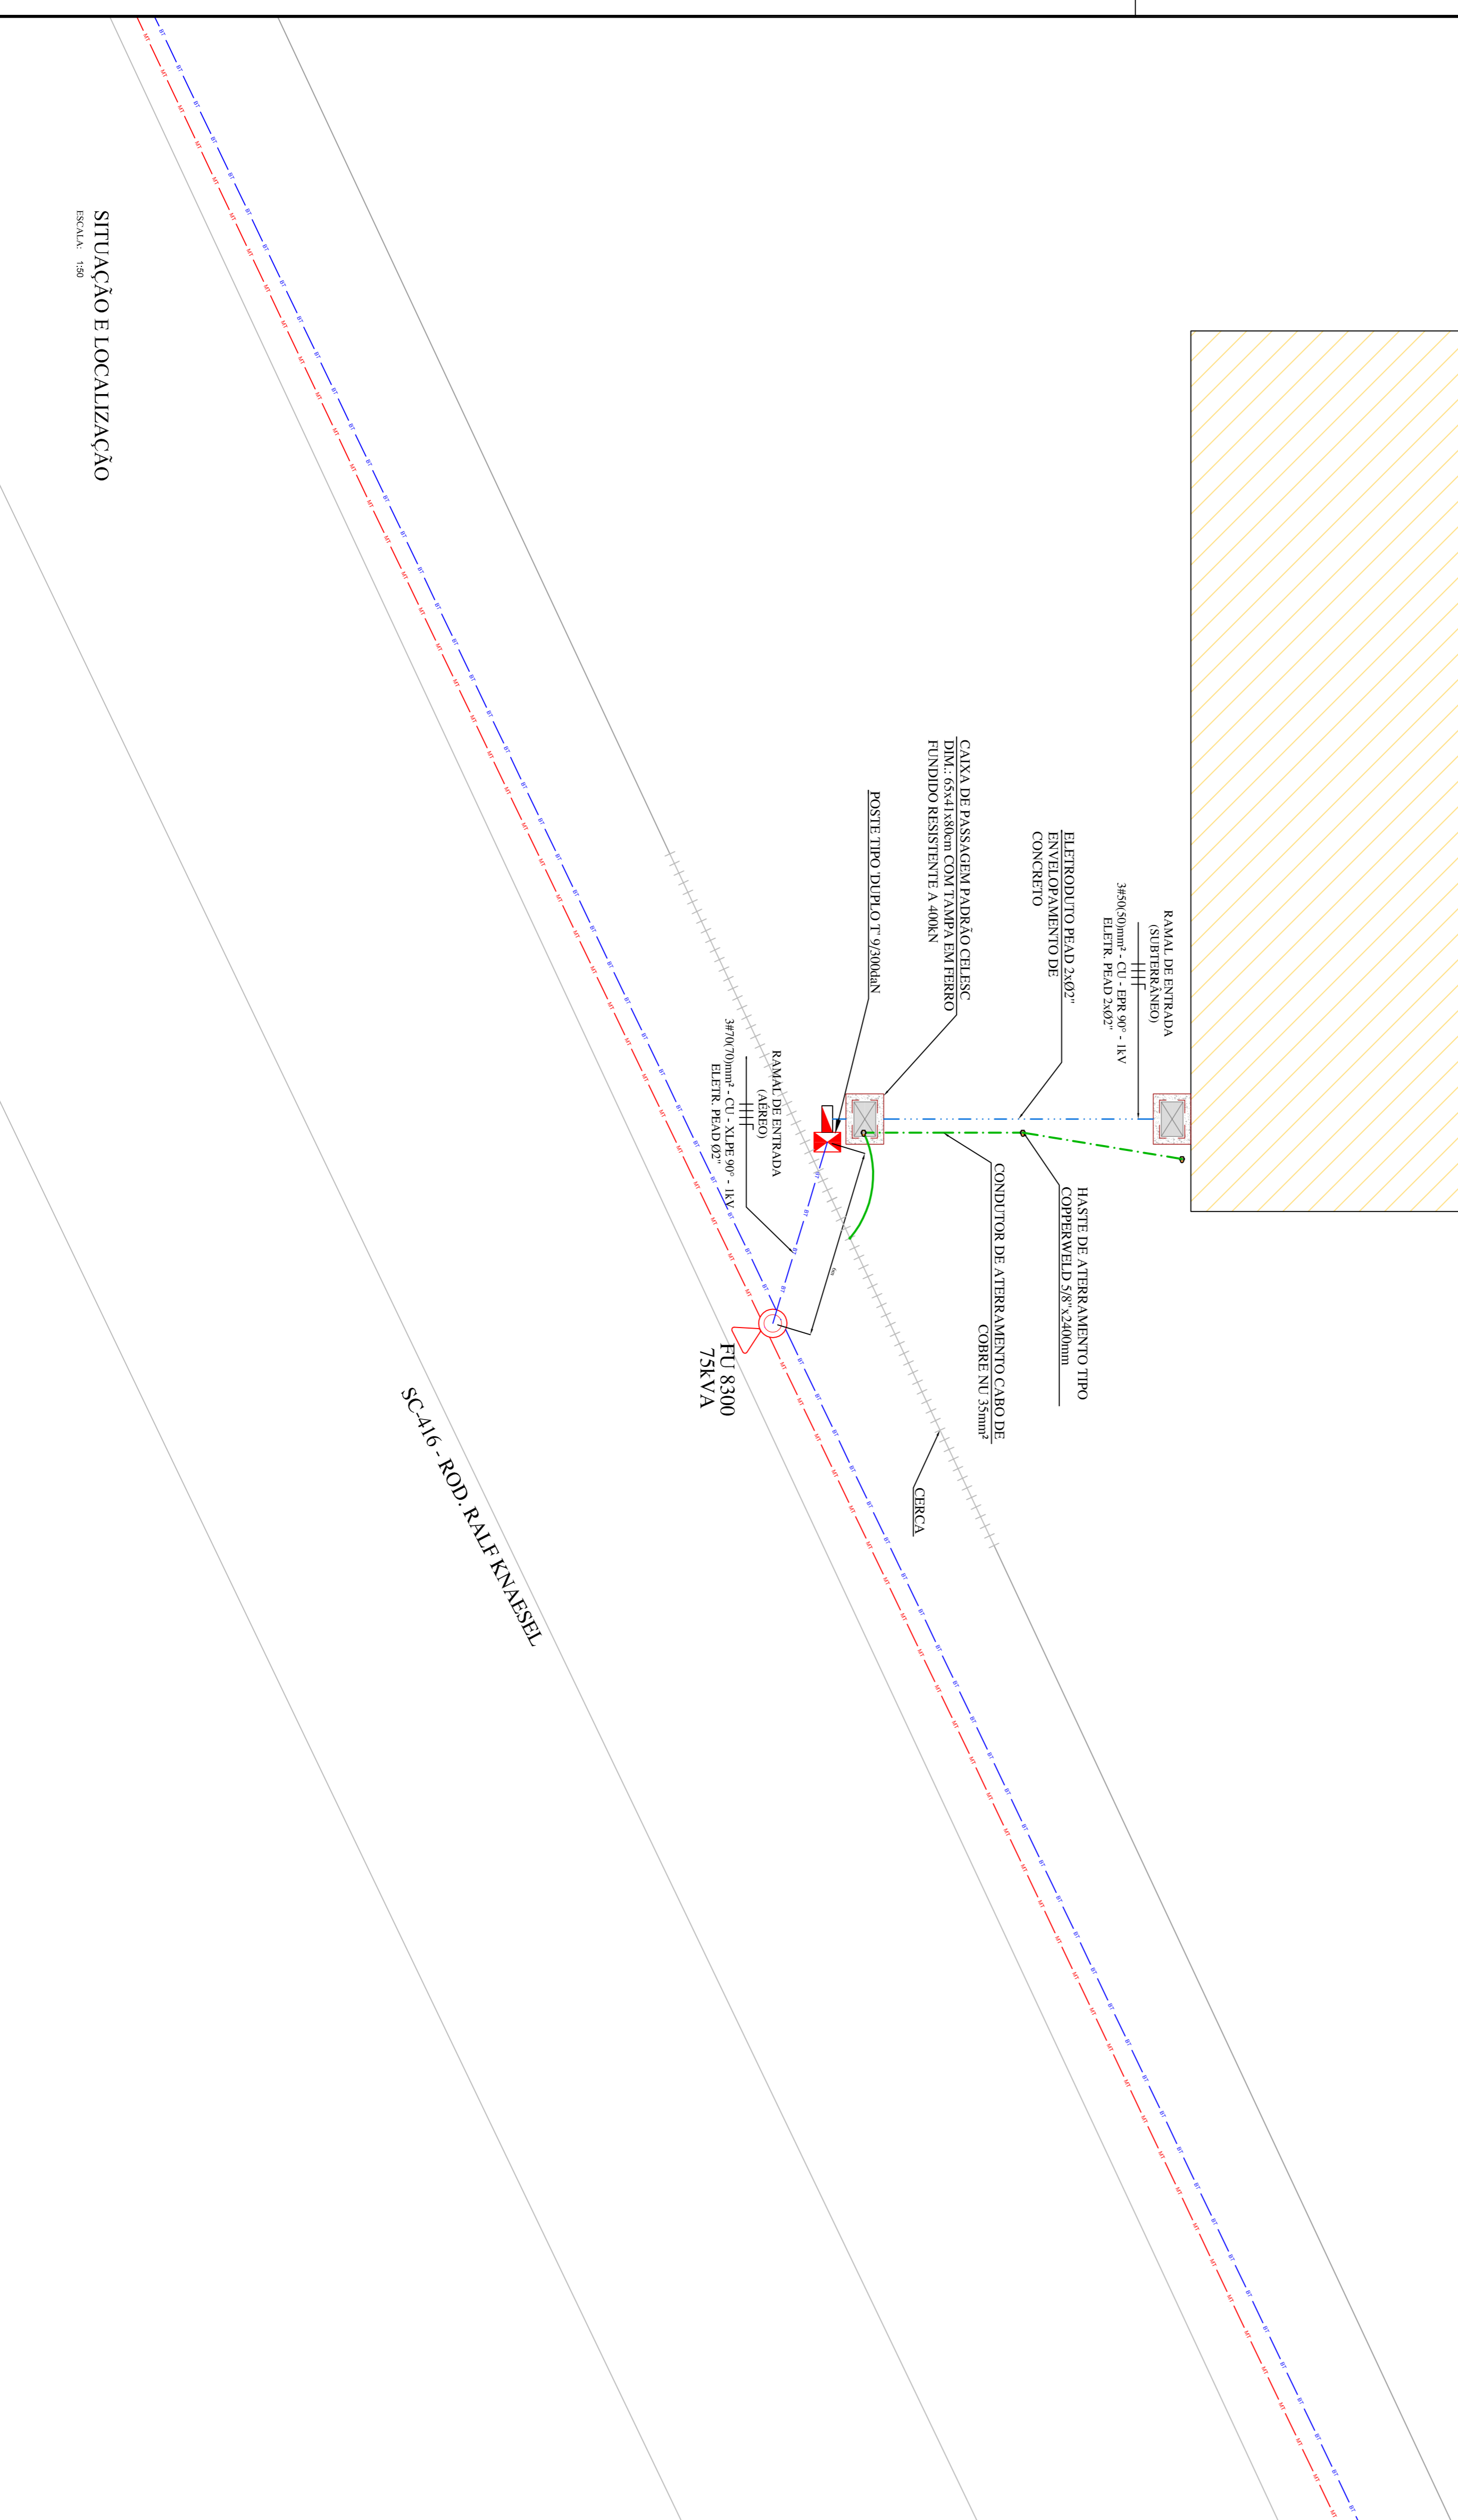 RAMAL DE ENTRADA
(SUBTERRÂNEO)
3#50(50)mm² - CU - EPR 90° - 1kV
ELETR. PEAD 2xØ2"
HASTE DE ATERRAMENTO TIPO
COPPERWELD 5/8"x2400mm
ELETRODUTO PEAD 2xØ2"
ENVELOPAMENTO DE
CONCRETO
CONDUTOR DE ATERRAMENTO CABO DE
COBRE NU 35mm²
CAIXA DE PASSAGEM PADRÃO CELESC
DIM.: 65x41x80cm COM TAMPA EM FERRO
FUNDIDO RESISTENTE A 400kN
CERCA
POSTE TIPO 'DUPLO T' 9/300daN
RAMAL DE ENTRADA
(AÉREO)
3#70(70)mm² - CU - XLPE 90° - 1kV
ELETR. PEAD Ø2"
BT
MT
FU 8300
75kVA
SC-416 - ROD. RALF KNAESEL
SITUAÇÃO E LOCALIZAÇÃO
ESCALA: 1:50